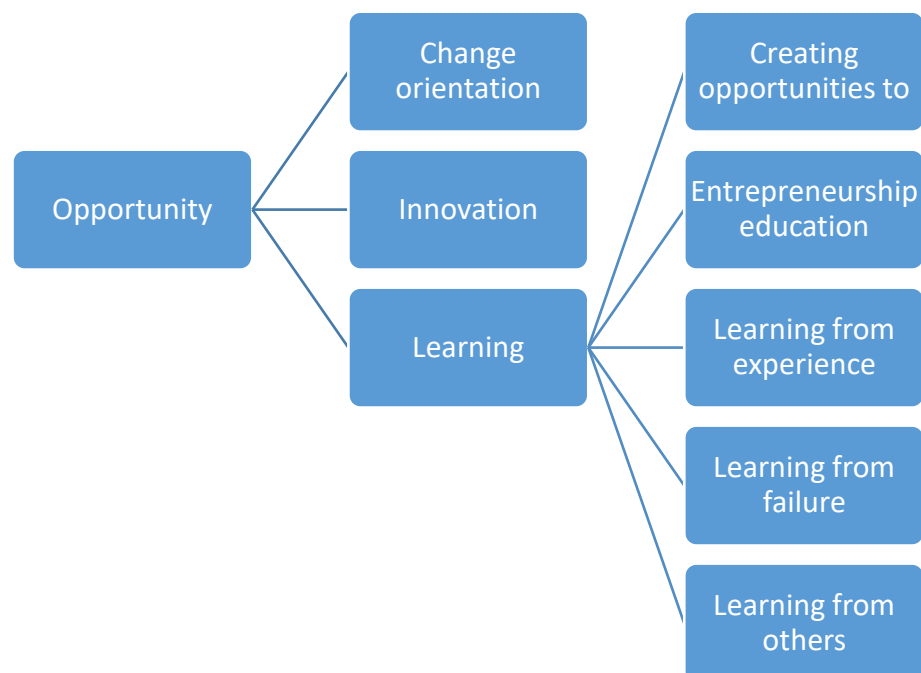 Opportunity
Change
orientation
Innovation
Learning
Creating
opportunities to
Entrepreneurship
education
Learning from
experience
Learning from
failure
Learning from
others